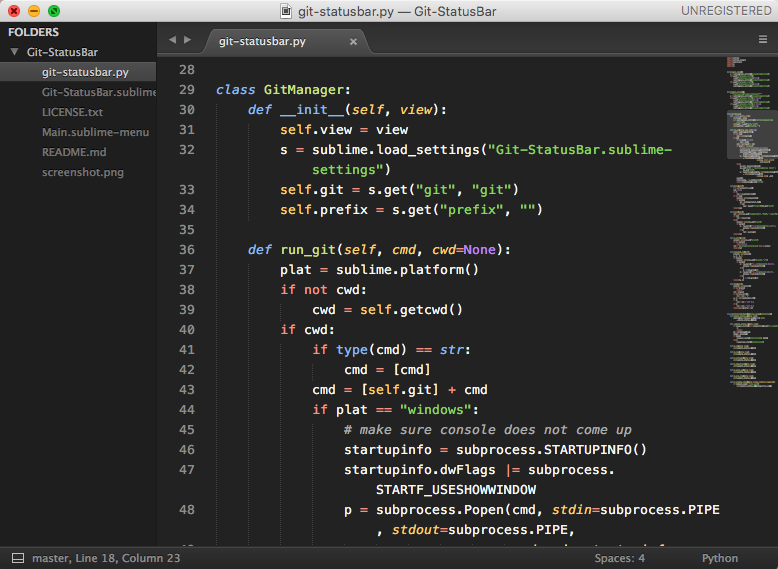 git-statusbar.py — Git-StatusBar
UNREGISTERED
FOLDERS
Git-StatusBar
git-statusbar.py
Git-StatusBar.sublime
LICENSE.txt
Main.sublime-menu
README.md
screenshot.png
git-statusbar.py
28
29 class GitManager:
30     def __init__(self, view):
31         self.view = view
32         s = sublime.load_settings("Git-StatusBar.sublime-
settings")
33         self.git = s.get("git", "git")
34         self.prefix = s.get("prefix", "")
35
36     def run_git(self, cmd, cwd=None):
37         plat = sublime.platform()
38         if not cwd:
39             cwd = self.getcwd()
40         if cwd:
41             if type(cmd) == str:
42                 cmd = [cmd]
43             cmd = [self.git] + cmd
44             if plat == "windows":
45                 # make sure console does not come up
46                 startupinfo = subprocess.STARTUPINFO()
47                 startupinfo.dwFlags |= subprocess.
STARTF_USESHOWWINDOW
48                 p = subprocess.Popen(cmd, stdin=subprocess.PIPE
, stdout=subprocess.PIPE,
master, Line 18, Column 23
Spaces: 4
Python